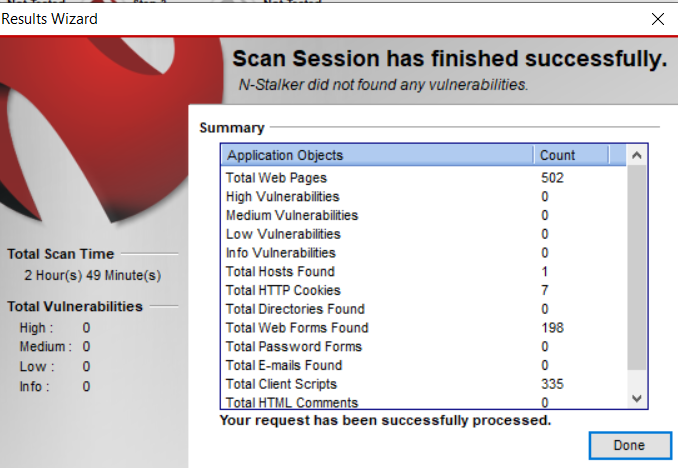 Results Wizard
Scan Session has finished successfully.
N-Stalker did not found any vulnerabilities.
Summary
Application Objects Count
Total Web Pages 502
High Vulnerabilities 0
Medium Vulnerabilities 0
Low Vulnerabilities 0
Info Vulnerabilities 0
Total Hosts Found 1
Total HTTP Cookies 7
Total Directories Found 0
Total Web Forms Found 198
Total Password Forms 0
Total E-mails Found 0
Total Client Scripts 335
Total HTML Comments 0
Your request has been successfully processed.
Total Scan Time
2 Hour(s) 49 Minute(s)
Total Vulnerabilities
High : 0
Medium : 0
Low : 0
Info : 0
Done